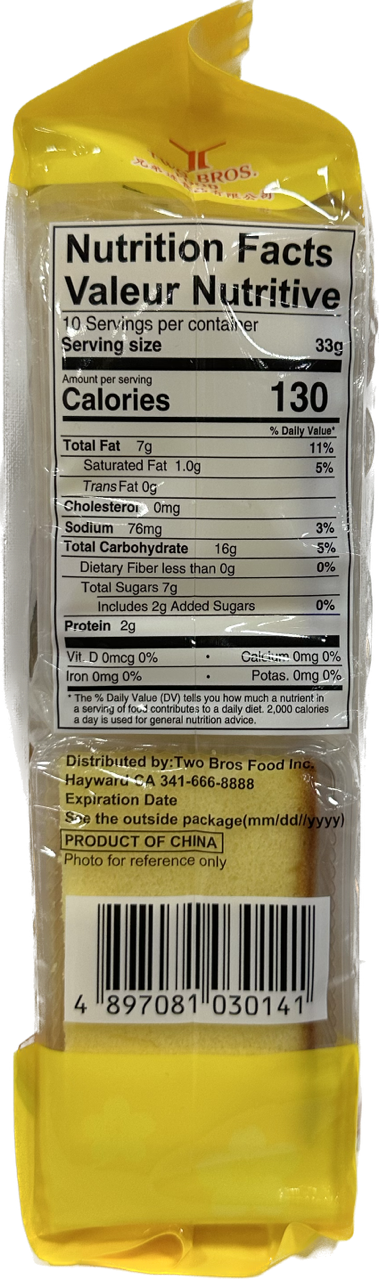 TWO BROS.
Nutrition Facts
Valeur Nutritive
10 Servings per container
Serving size 33g
Amount per serving
Calories 130
% Daily Value*
Total Fat 7g 11%
Saturated Fat 1.0g 5%
Trans Fat 0g
Cholesterol 0mg
Sodium 76mg 3%
Total Carbohydrate 16g 5%
Dietary Fiber less than 0g 0%
Total Sugars 7g
Includes 2g Added Sugars 0%
Protein 2g
Vit. D 0mcg 0% • Calcium 0mg 0%
Iron 0mg 0% • Potas. 0mg 0%
* The % Daily Value (DV) tells you how much a nutrient in
a serving of food contributes to a daily diet. 2,000 calories
a day is used for general nutrition advice.
Distributed by:Two Bros Food Inc.
Hayward CA 341-666-8888
Expiration Date
See the outside package(mm/dd//yyyy)
PRODUCT OF CHINA
Photo for reference only
4 897081 030141